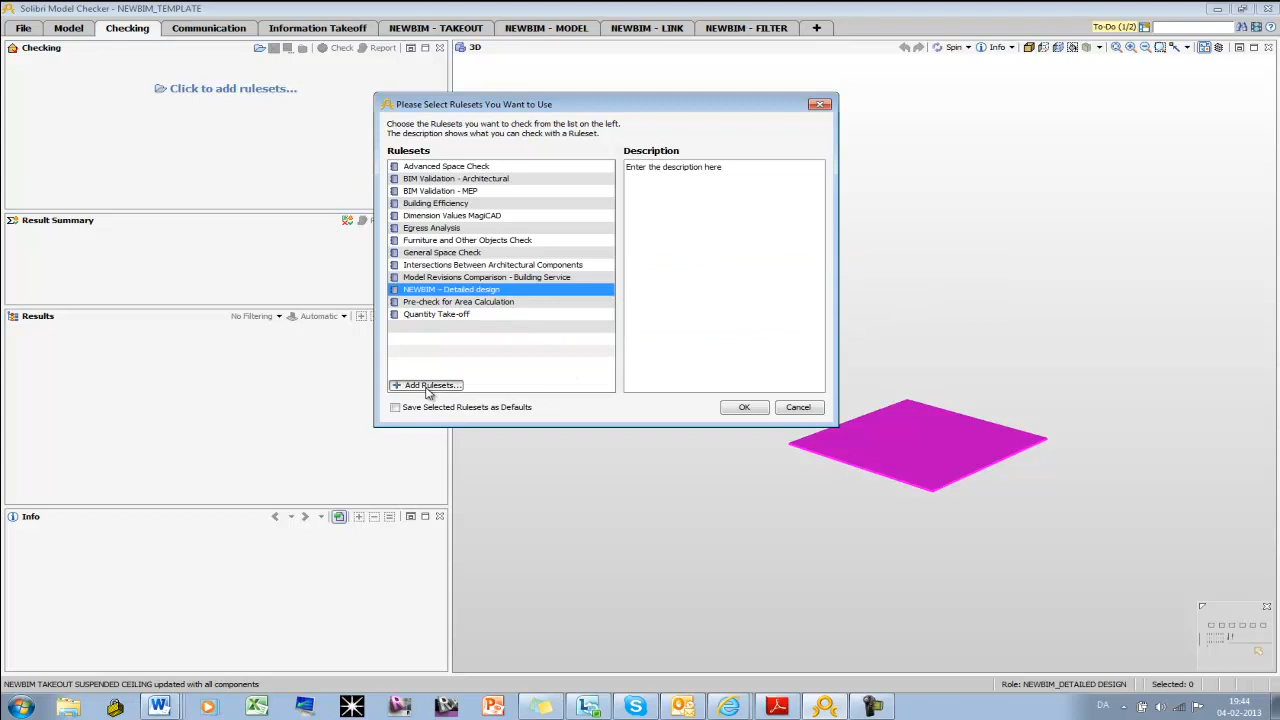 Solibri Model Checker - NEWBIM_TEMPLATE
File Model Checking Communication Information Takeoff NEWBIM - TAKEOUT NEWBIM - MODEL NEWBIM - LINK NEWBIM - FILTER + To-Do (1/2)
Checking Check Report 3D Spin Info
Click to add rulesets...
Please Select Rulesets You Want to Use
Choose the Rulesets you want to check from the list on the left.
The description shows what you can check with a Ruleset.
Rulesets Description
Advanced Space Check Enter the description here
BIM Validation - Architectural
BIM Validation - MEP
Building Efficiency
Dimension Values MagiCAD
Result Summary
Egress Analysis
Furniture and Other Objects Check
General Space Check
Intersections Between Architectural Components
Model Revisions Comparison - Building Service
NEWBIM - Detailed design
Pre-check for Area Calculation
Quantity Take-off
Results No Filtering Automatic
Add Rulesets...
Save Selected Rulesets as Defaults OK Cancel
Info
NEWBIM TAKEOUT SUSPENDED CEILING updated with all components Role: NEWBIM_DETAILED DESIGN Selected: 0
DA 19:44
04-02-2013